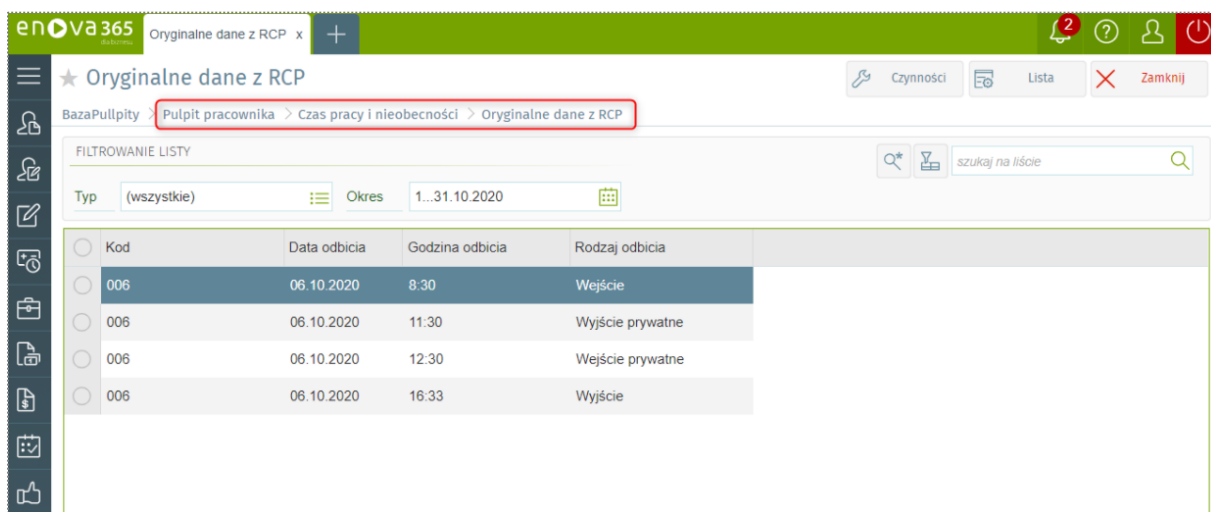 enova365 Oryginalne dane z RCP x 2
Oryginalne dane z RCP Czynności Lista Zamknij
BazaPullpity > Pulpit pracownika > Czas pracy i nieobecności > Oryginalne dane z RCP
FILTROWANIE LISTY szukaj na liście
Typ (wszystkie) Okres 1...31.10.2020
Kod Data odbicia Godzina odbicia Rodzaj odbicia
006 06.10.2020 8:30 Wejście
006 06.10.2020 11:30 Wyjście prywatne
006 06.10.2020 12:30 Wejście prywatne
006 06.10.2020 16:33 Wyjście